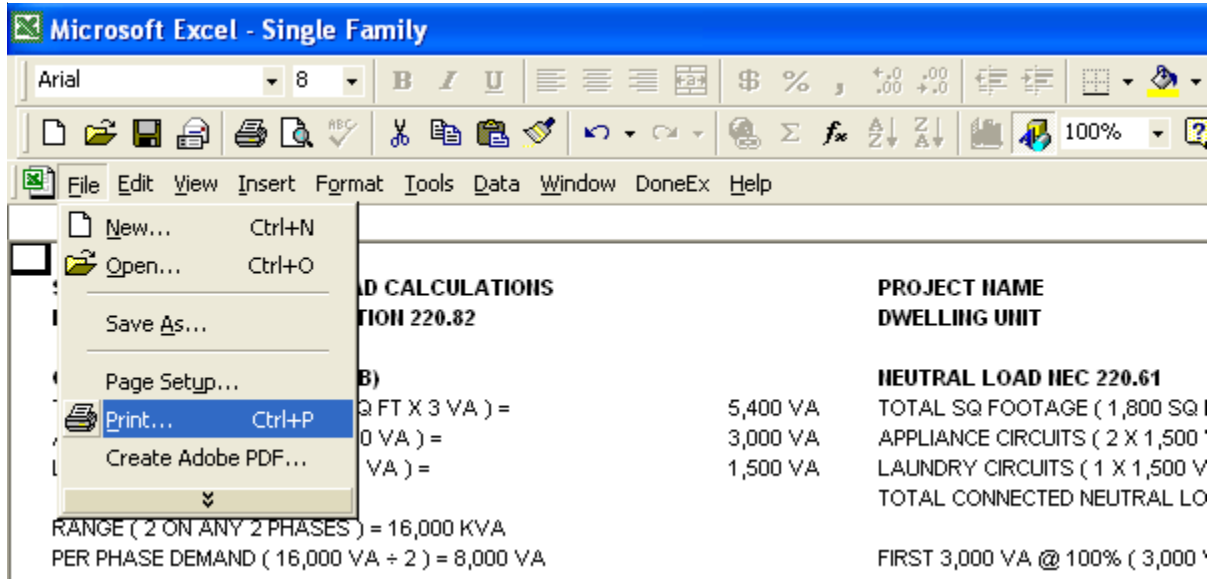 Microsoft Excel - Single Family
Arial 8 B I U $ % , .00 .00
ABC Σ fx A Z Z A 100% ?
File Edit View Insert Format Tools Data Window DoneEx Help
New... Ctrl+N
Open... Ctrl+O
Save As...
Page Setup...
Print... Ctrl+P
Create Adobe PDF...
AD CALCULATIONS PROJECT NAME
TION 220.82 DWELLING UNIT
B) NEUTRAL LOAD NEC 220.61
Q FT X 3 VA ) = 5,400 VA TOTAL SQ FOOTAGE ( 1,800 SQ
0 VA ) = 3,000 VA APPLIANCE CIRCUITS ( 2 X 1,500
VA ) = 1,500 VA LAUNDRY CIRCUITS ( 1 X 1,500 V
TOTAL CONNECTED NEUTRAL LO
RANGE ( 2 ON ANY 2 PHASES ) = 16,000 KVA
PER PHASE DEMAND ( 16,000 VA ÷ 2 ) = 8,000 VA FIRST 3,000 VA @ 100% ( 3,000